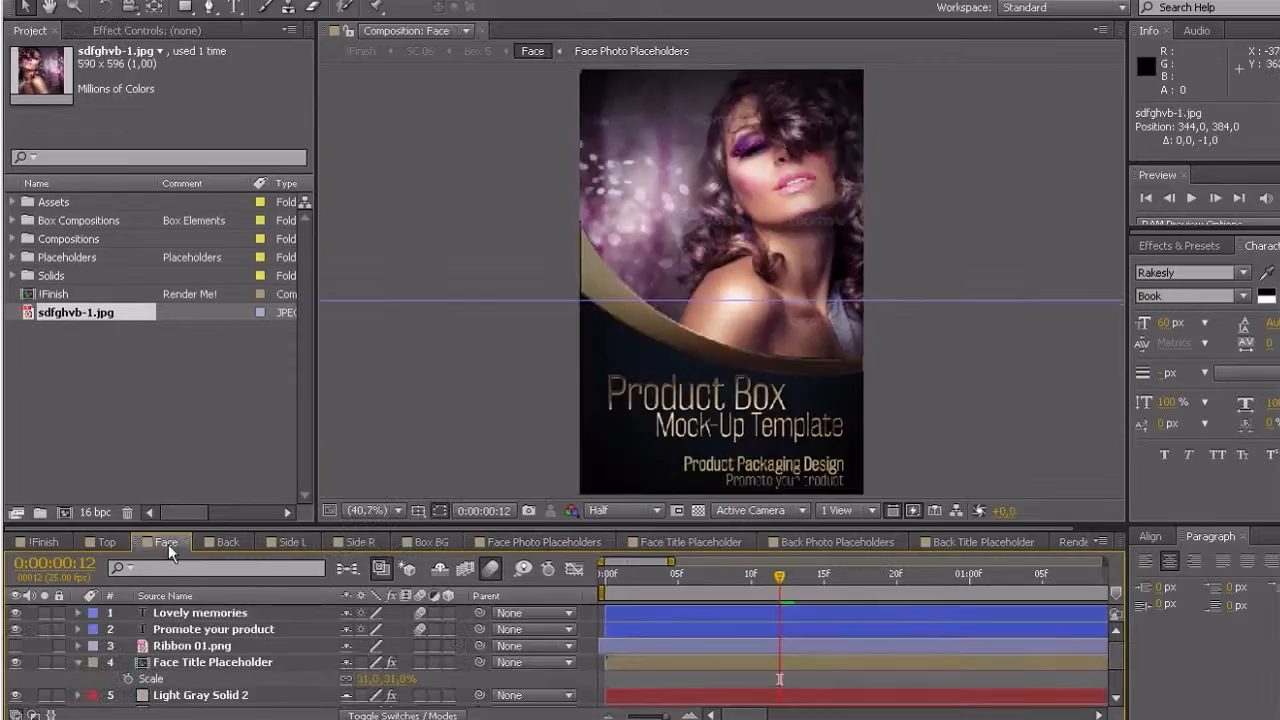 Workspace: Standard Search Help
Project Effect Controls: (none) Composition: Face Info Audio
sdfghvb-1.jpg , used 1 time
590 x 596 (1,00)
Millions of Colors
!Finish SC 06 Box 5 Face Face Photo Placeholders
R :
G :
B :
A : 0
sdfghvb-1.jpg
Position: 344,0, 384,0
Δ: 0,0, -1,0
Preview
RAM Preview Options
Effects & Presets
Rakesly
Book
60 px
Metrics
- px
100 %
0 px
T T TT Tт
Name Comment Type
Assets Fold
Box Compositions Box Elements Fold
Compositions Fold
Placeholders Placeholders Fold
Solids Fold
!Finish Render Me! Com
sdfghvb-1.jpg JPEG
Product Box
Mock-Up Template
Product Packaging Design
Promoto your product
16 bpc
(40,7%) 0:00:00:12 Half Active Camera 1 View +0,0
!Finish Top Face Back Side L Side R Box BG Face Photo Placeholders Face Title Placeholder Back Photo Placeholders Back Title Placeholder Rende
Align Paragraph
0:00:00:12
00012 (25.00 fps)
:00f 05f 10f 15f 20f 01:00f 05f
# Source Name Parent
1 Lovely memories None
2 Promote your product None
3 Ribbon 01.png None
4 Face Title Placeholder None
Scale 31,0,31,0%
5 Light Gray Solid 2 None
Toggle Switches / Modes
0 px 0 px
0 px 0 px